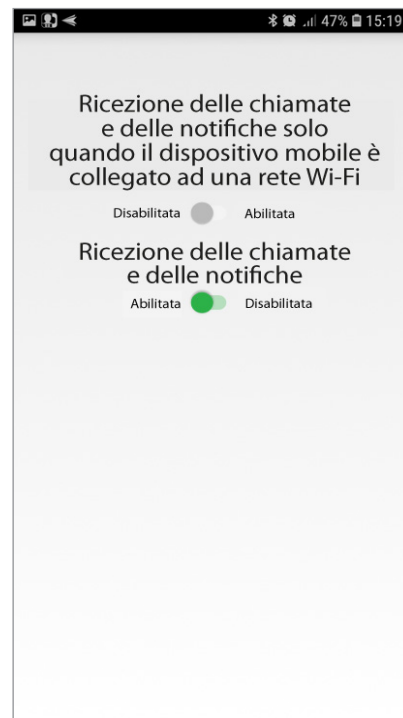 47% 15:19
Ricezione delle chiamate
e delle notifiche solo
quando il dispositivo mobile è
collegato ad una rete Wi-Fi
Disabilitata Abilitata
Ricezione delle chiamate
e delle notifiche
Abilitata Disabilitata